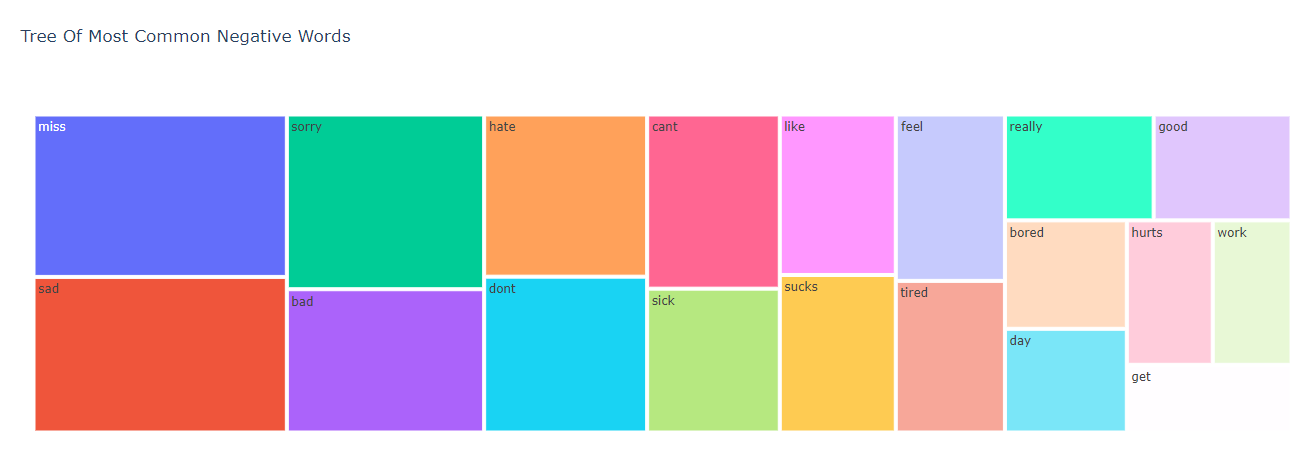 Tree Of Most Common Negative Words
miss
sorry
hate
cant
like
feel
really
good
bored
hurts
work
sad
bad
dont
sick
sucks
tired
day
get